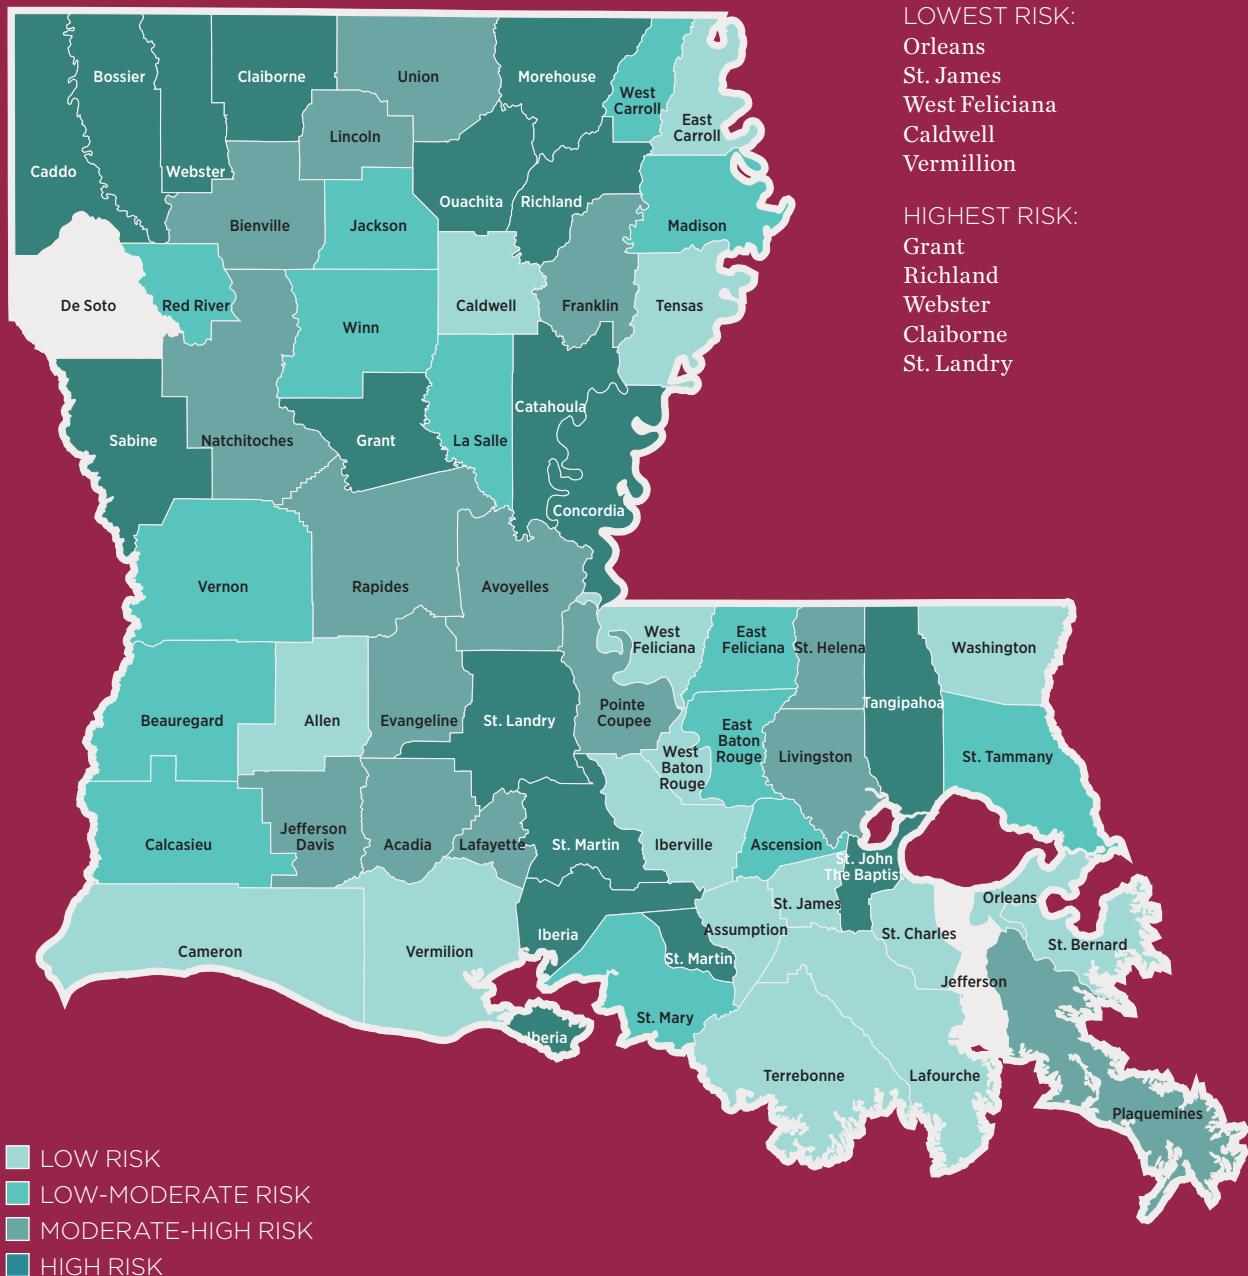 LOWEST RISK:
Orleans
St. James
West Feliciana
Caldwell
Vermillion
HIGHEST RISK:
Grant
Richland
Webster
Claiborne
St. Landry
Bossier
Claiborne
Union
Morehouse
West
Carroll
East
Carroll
Lincoln
Caddo
Webster
Ouachita
Richland
Bienville
Jackson
Madison
De Soto
Red River
Winn
Caldwell
Franklin
Tensas
Sabine
Natchitoches
Grant
La Salle
Catahoula
Concordia
Vernon
Rapides
Avoyelles
West
Feliciana
East
Feliciana
St. Helena
Washington
Beauregard
Allen
Evangeline
St. Landry
Pointe
Coupee
Tangipahoa
West
Baton
Rouge
East
Baton
Rouge
Livingston
St. Tammany
Calcasieu
Jefferson
Davis
Acadia
Lafayette
St. Martin
Iberville
Ascension
St. John
The Baptist
St. James
Orleans
Cameron
Vermilion
Iberia
Assumption
St. Martin
St. Charles
St. Bernard
Jefferson
Iberia
St. Mary
Terrebonne
Lafourche
Plaquemines
LOW RISK
LOW-MODERATE RISK
MODERATE-HIGH RISK
HIGH RISK